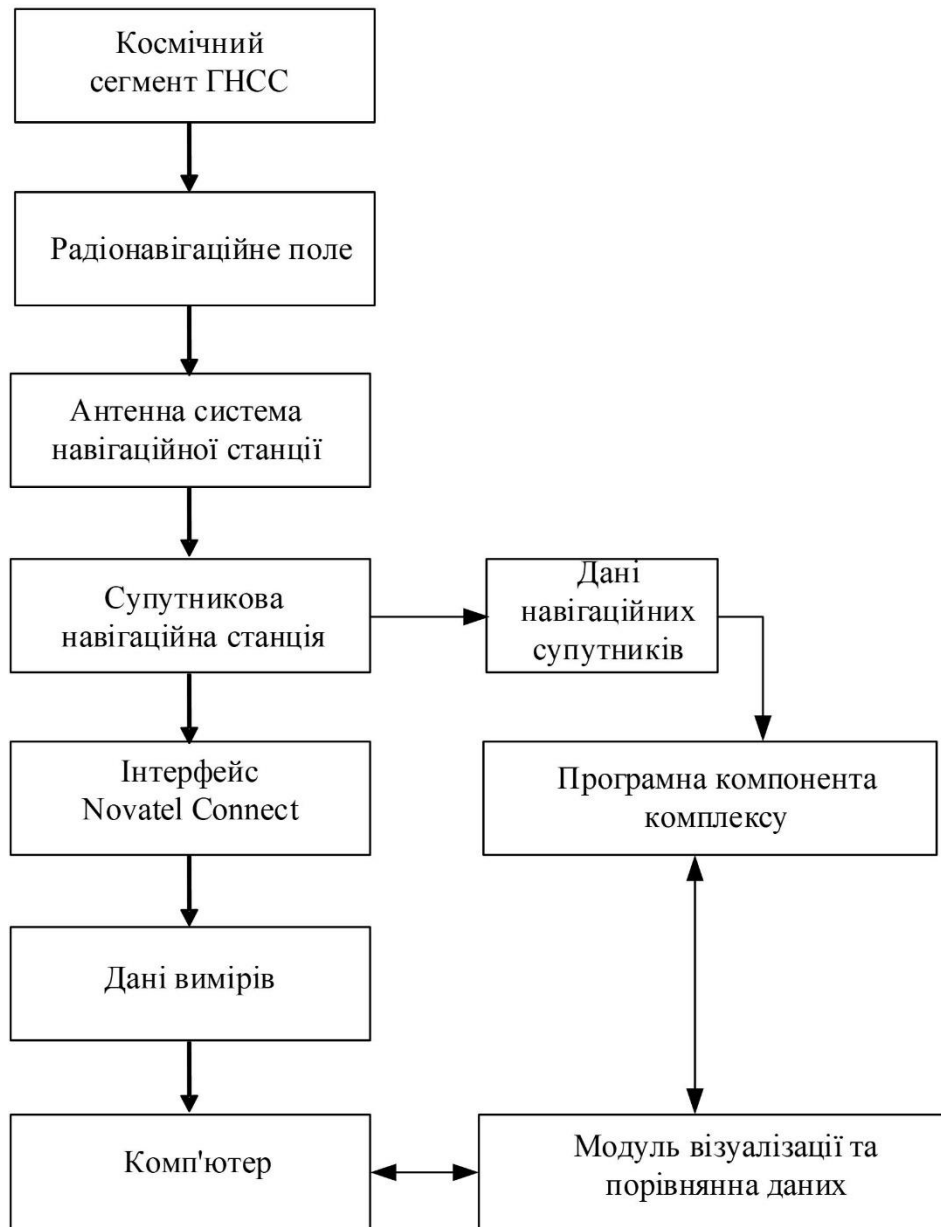 Космічний
сегмент ГНСС
Радіонавігаційне поле
Антенна система
навігаційної станції
Супутникова
навігаційна станція
Дані
навігаційних
супутників
Інтерфейс
Novatel Connect
Програмна компонента
комплексу
Дані вимірів
Комп'ютер
Модуль візуалізації та
порівнянна даних